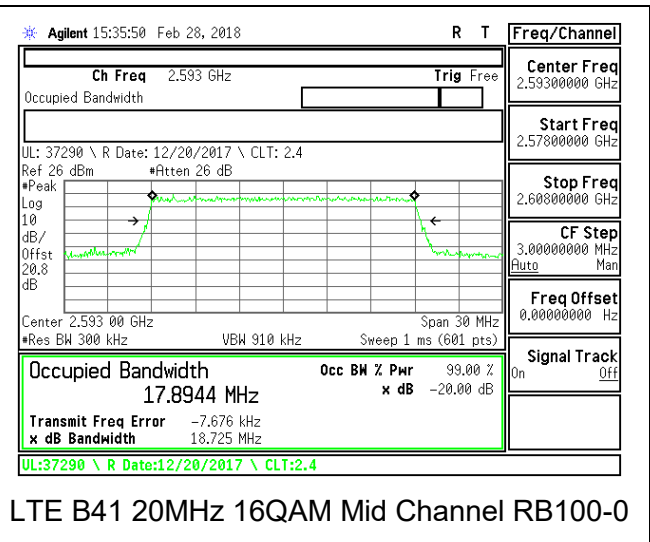 Agilent 15:35:50 Feb 28, 2018 R T
Freq/Channel
Ch Freq 2.593 GHz Trig Free
Occupied Bandwidth
Center Freq
2.59300000 GHz
Start Freq
2.57800000 GHz
UL: 37290 \ R Date: 12/20/2017 \ CLT: 2.4
Ref 26 dBm #Atten 26 dB
#Peak
Log
10
dB/
Offst
20.8
dB
Stop Freq
2.60800000 GHz
CF Step
3.00000000 MHz
Auto Man
Freq Offset
0.00000000 Hz
Center 2.593 00 GHz Span 30 MHz
#Res BW 300 kHz VBW 910 kHz Sweep 1 ms (601 pts)
Signal Track
On Off
Occupied Bandwidth Occ BW % Pwr 99.00 %
17.8944 MHz x dB -20.00 dB
Transmit Freq Error -7.676 kHz
x dB Bandwidth 18.725 MHz
UL:37290 \ R Date:12/20/2017 \ CLT:2.4
LTE B41 20MHz 16QAM Mid Channel RB100-0